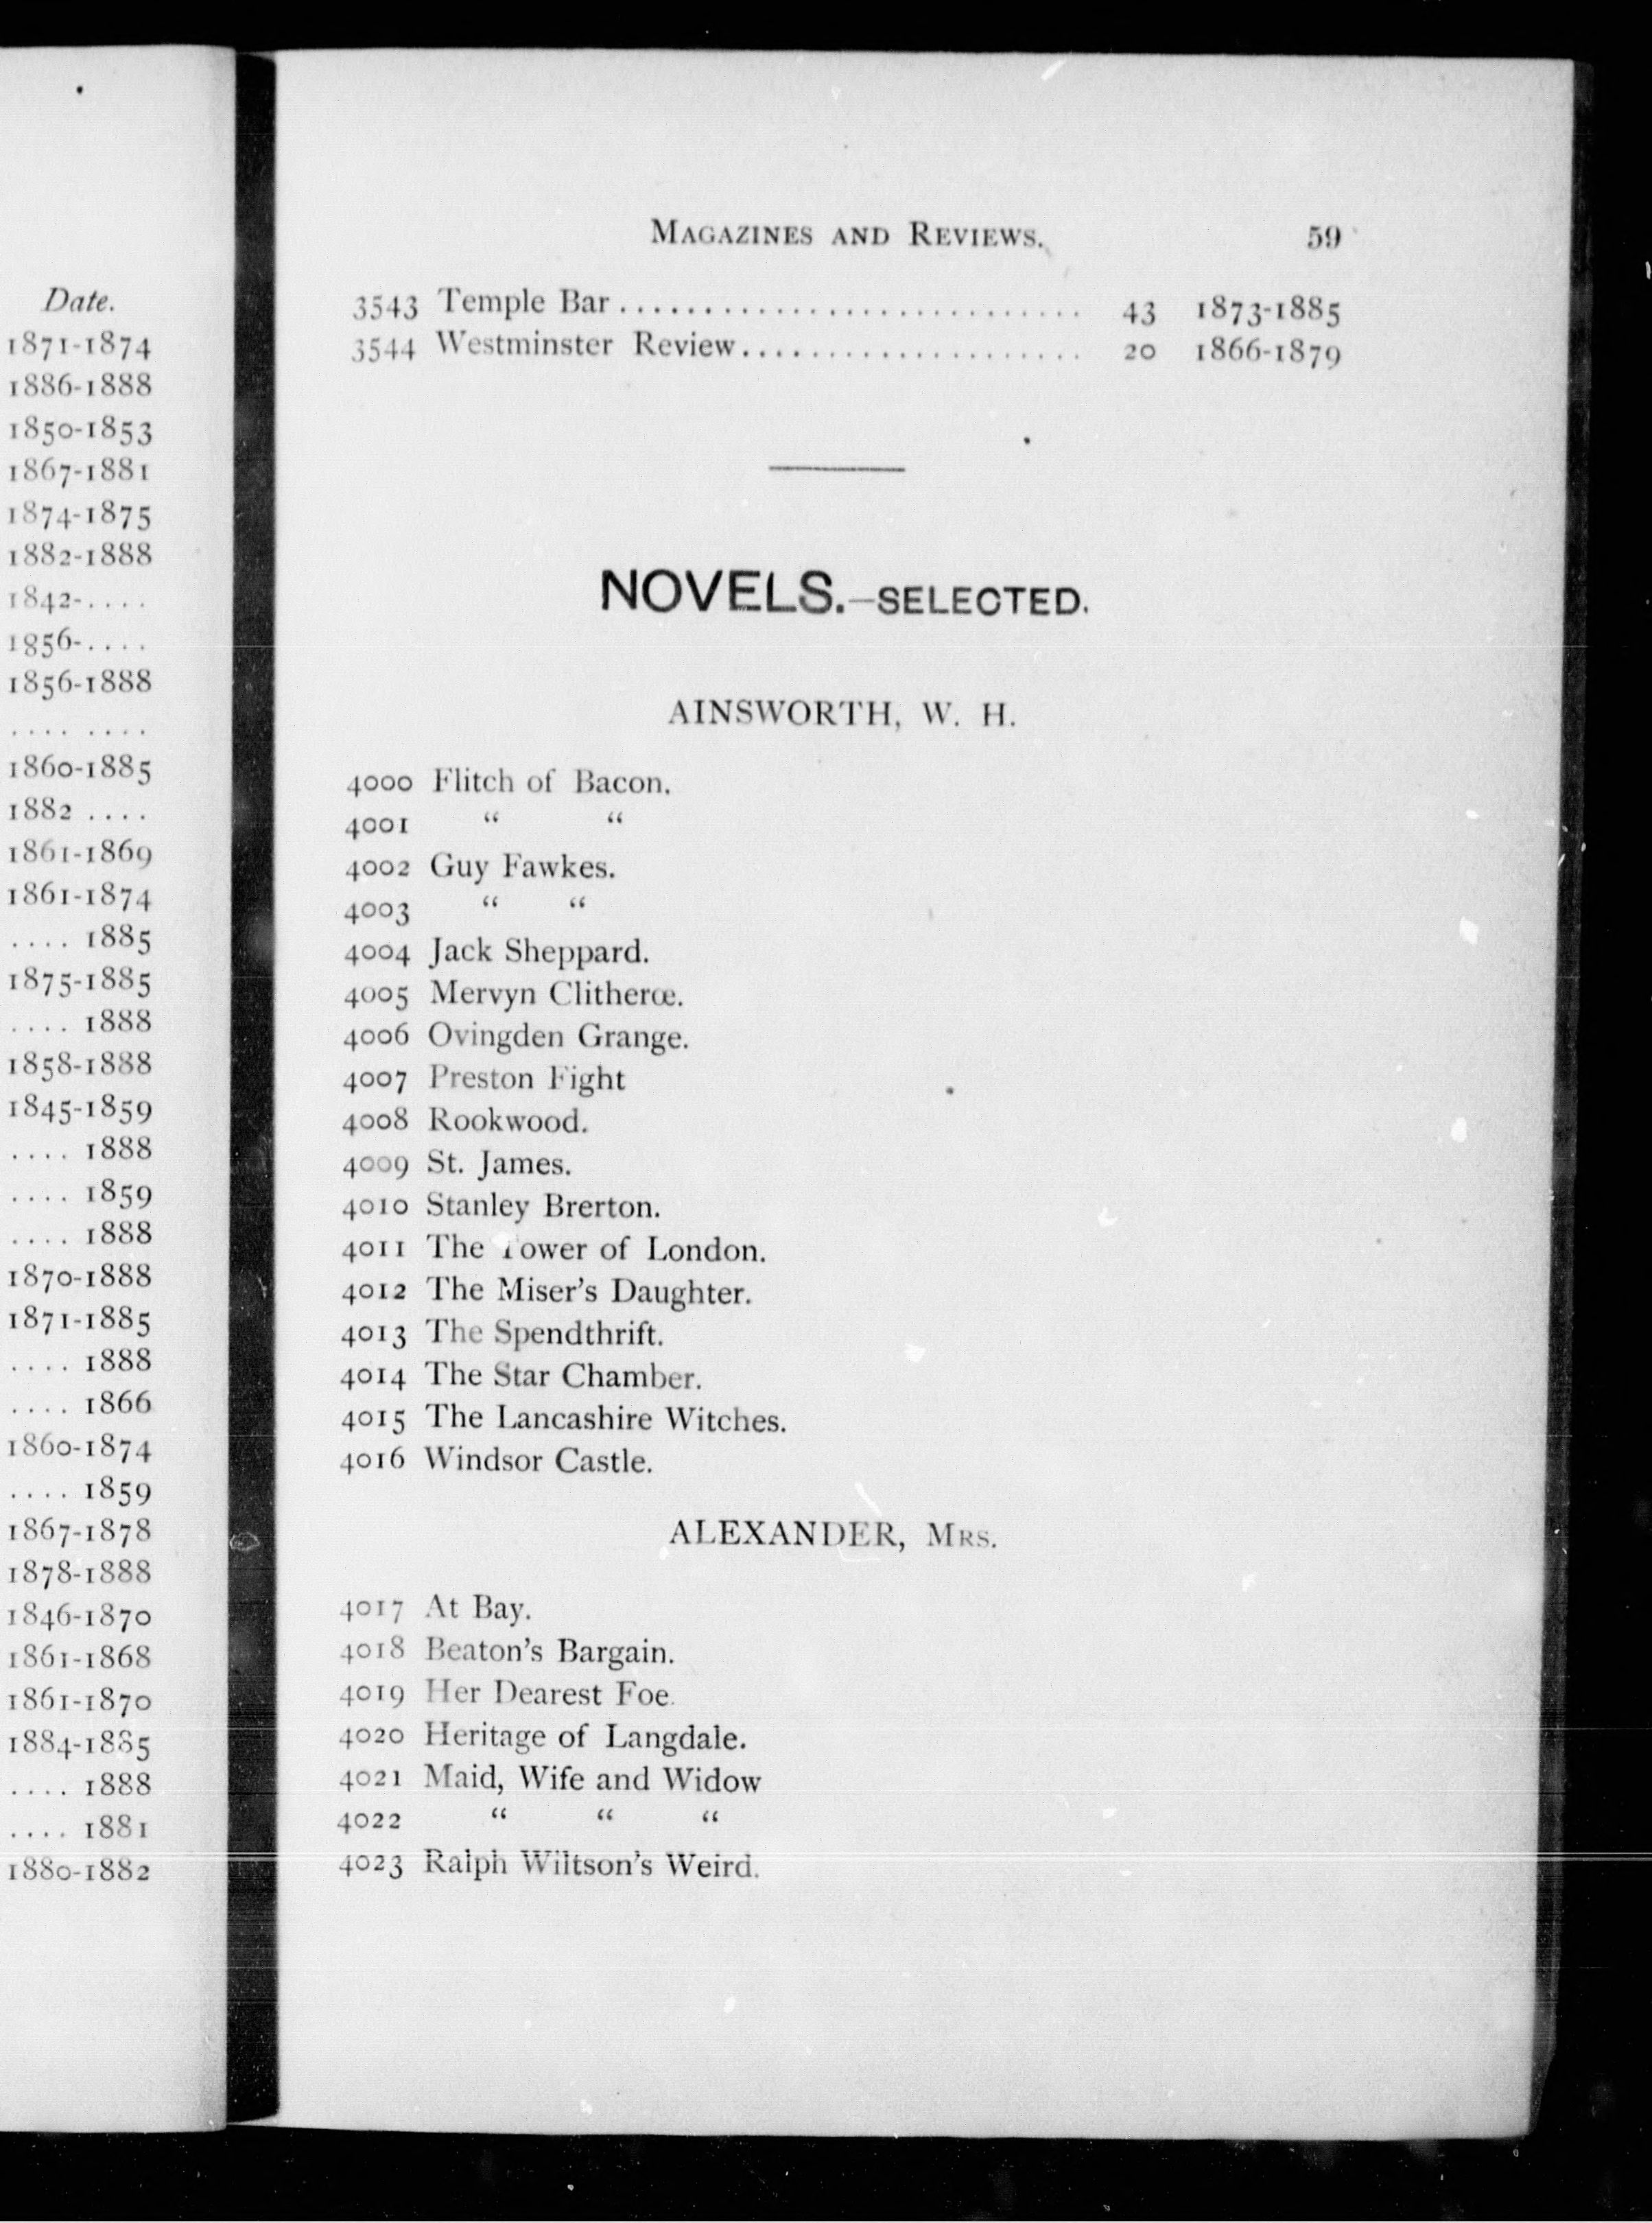 Date.
1871-1874
1886-1888
1850-1853
1867-1881
1874-1875
1882-1888
1842-....
1856-....
1856-1888
.... ....
1860-1885
1882 ....
1861-1869
1861-1874
.... 1885
1875-1885
.... 1888
1858-1888
1845-1859
.... 1888
.... 1859
.... 1888
1870-1888
1871-1885
.... 1888
.... 1866
1860-1874
.... 1859
1867-1878
1878-1888
1846-1870
1861-1868
1861-1870
1884-1885
.... 1888
.... 1881
1880-1882
MAGAZINES AND REVIEWS. 59
3543 Temple Bar............................ 43 1873-1885
3544 Westminster Review..................... 20 1866-1879
NOVELS.—SELECTED.
AINSWORTH, W. H.
4000 Flitch of Bacon.
4001 “ “
4002 Guy Fawkes.
4003 “ “
4004 Jack Sheppard.
4005 Mervyn Clitherœ.
4006 Ovingden Grange.
4007 Preston Fight
4008 Rookwood.
4009 St. James.
4010 Stanley Brerton.
4011 The Tower of London.
4012 The Miser’s Daughter.
4013 The Spendthrift.
4014 The Star Chamber.
4015 The Lancashire Witches.
4016 Windsor Castle.
ALEXANDER, MRS.
4017 At Bay.
4018 Beaton’s Bargain.
4019 Her Dearest Foe.
4020 Heritage of Langdale.
4021 Maid, Wife and Widow
4022 “ “ “
4023 Ralph Wiltson’s Weird.